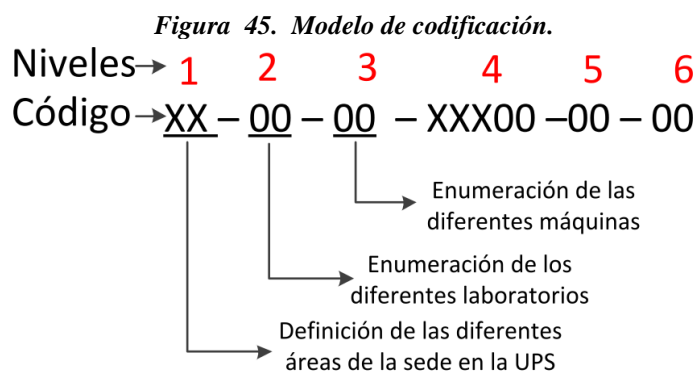 Figura 45. Modelo de codificación.
Niveles 1 2 3 4 5 6
Código XX – 00 – 00 – XXX00 –00 – 00
Enumeración de las
diferentes máquinas
Enumeración de los
diferentes laboratorios
Definición de las diferentes
áreas de la sede en la UPS